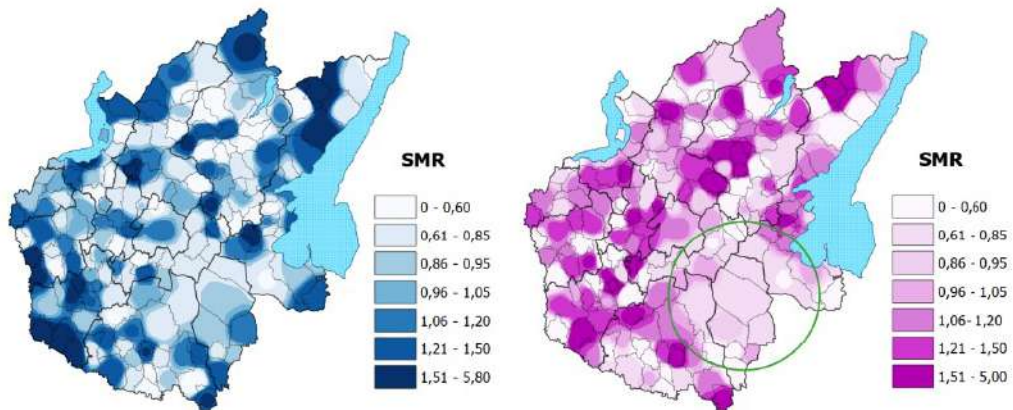 SMR
0 - 0,60
0,61 - 0,85
0,86 - 0,95
0,96 - 1,05
1,06 - 1,20
1,21 - 1,50
1,51 - 5,80
SMR
0 - 0,60
0,61 - 0,85
0,86 - 0,95
0,96 - 1,05
1,06- 1,20
1,21 - 1,50
1,51 - 5,00